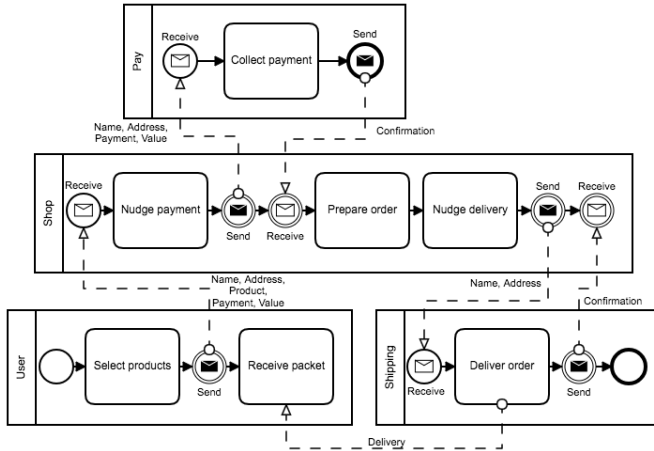 Pay
Receive
Collect payment
Send
Name, Address,
Payment, Value
Confirmation
Shop
Receive
Nudge payment
Send
Receive
Prepare order
Nudge delivery
Send
Receive
Name, Address,
Product,
Payment, Value
Name, Address
Confirmation
User
Select products
Send
Receive packet
Shipping
Receive
Deliver order
Send
Delivery